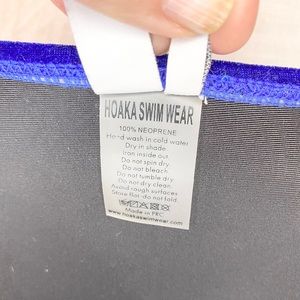 HOAKA SWIM WEAR
100% NEOPRENE
Hand wash in cold water
Dry in shade
iron inside out
Do not spin dry
Do not bleach.
Do not tumble dry
Do not dry clean
Avoid rough surfaces
Store flat-do not fold.
Made in PRC
www.hoakaswimwear.com